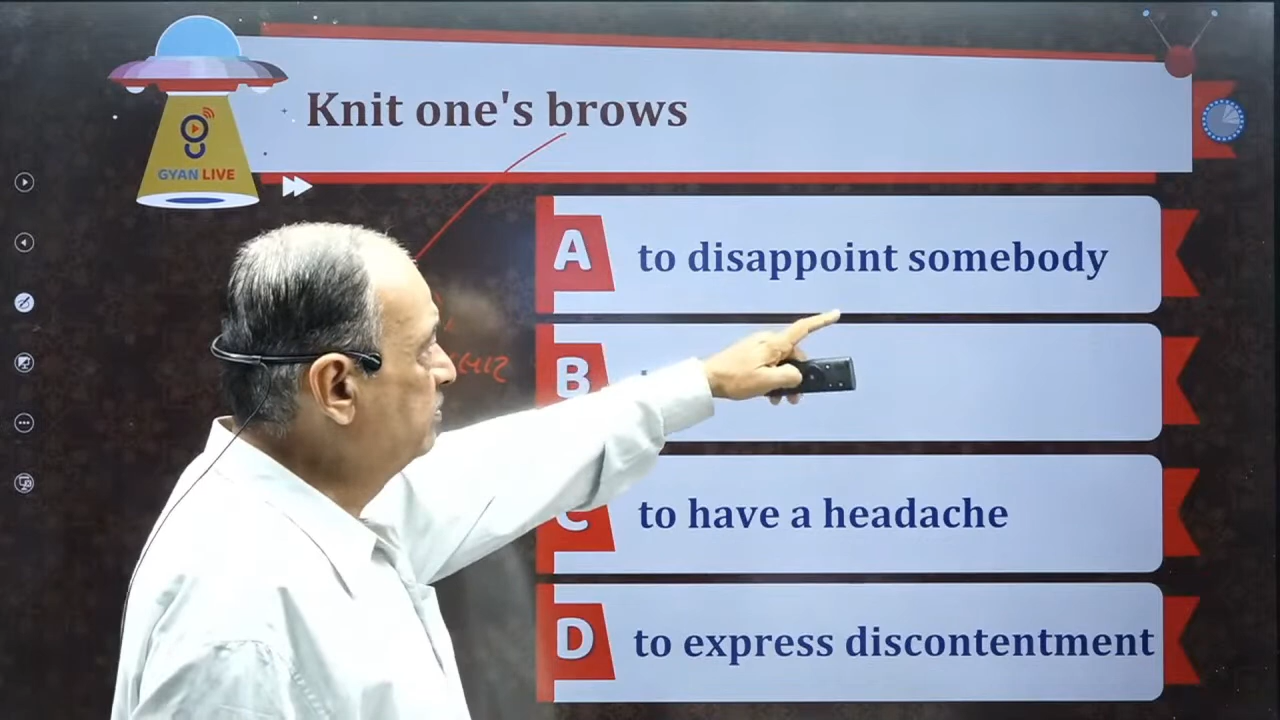 Knit one's brows
GYAN LIVE
A
to disappoint somebody
B
C
to have a headache
D
to express discontentment